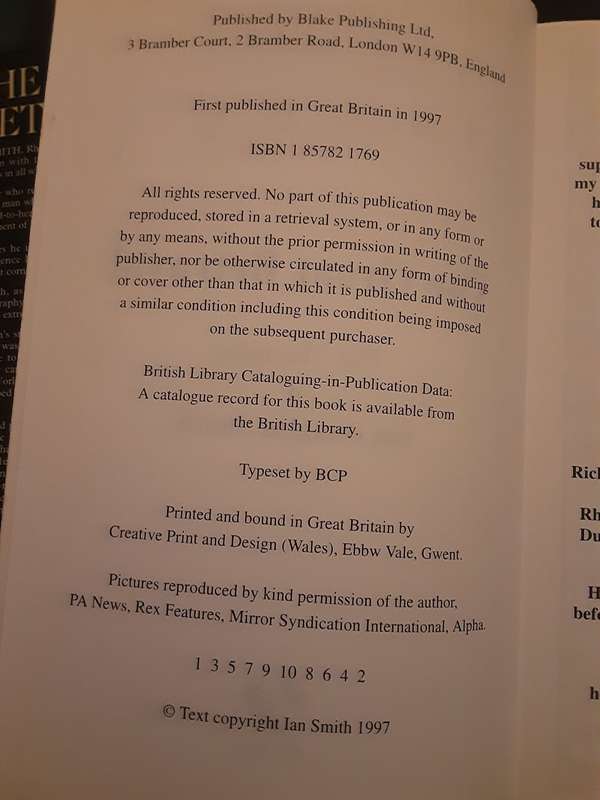 Published by Blake Publishing Ltd,
3 Bramber Court, 2 Bramber Road, London W14 9PB, England
First published in Great Britain in 1997
ISBN 1 85782 1769
All rights reserved. No part of this publication may be
reproduced, stored in a retrieval system, or in any form or
by any means, without the prior permission in writing of the
publisher, nor be otherwise circulated in any form of binding
or cover other than that in which it is published and without
a similar condition including this condition being imposed
on the subsequent purchaser.
British Library Cataloguing-in-Publication Data:
A catalogue record for this book is available from
the British Library.
Typeset by BCP
Printed and bound in Great Britain by
Creative Print and Design (Wales), Ebbw Vale, Gwent.
Pictures reproduced by kind permission of the author,
PA News, Rex Features, Mirror Syndication International, Alpha.
1 3 5 7 9 10 8 6 4 2
© Text copyright Ian Smith 1997